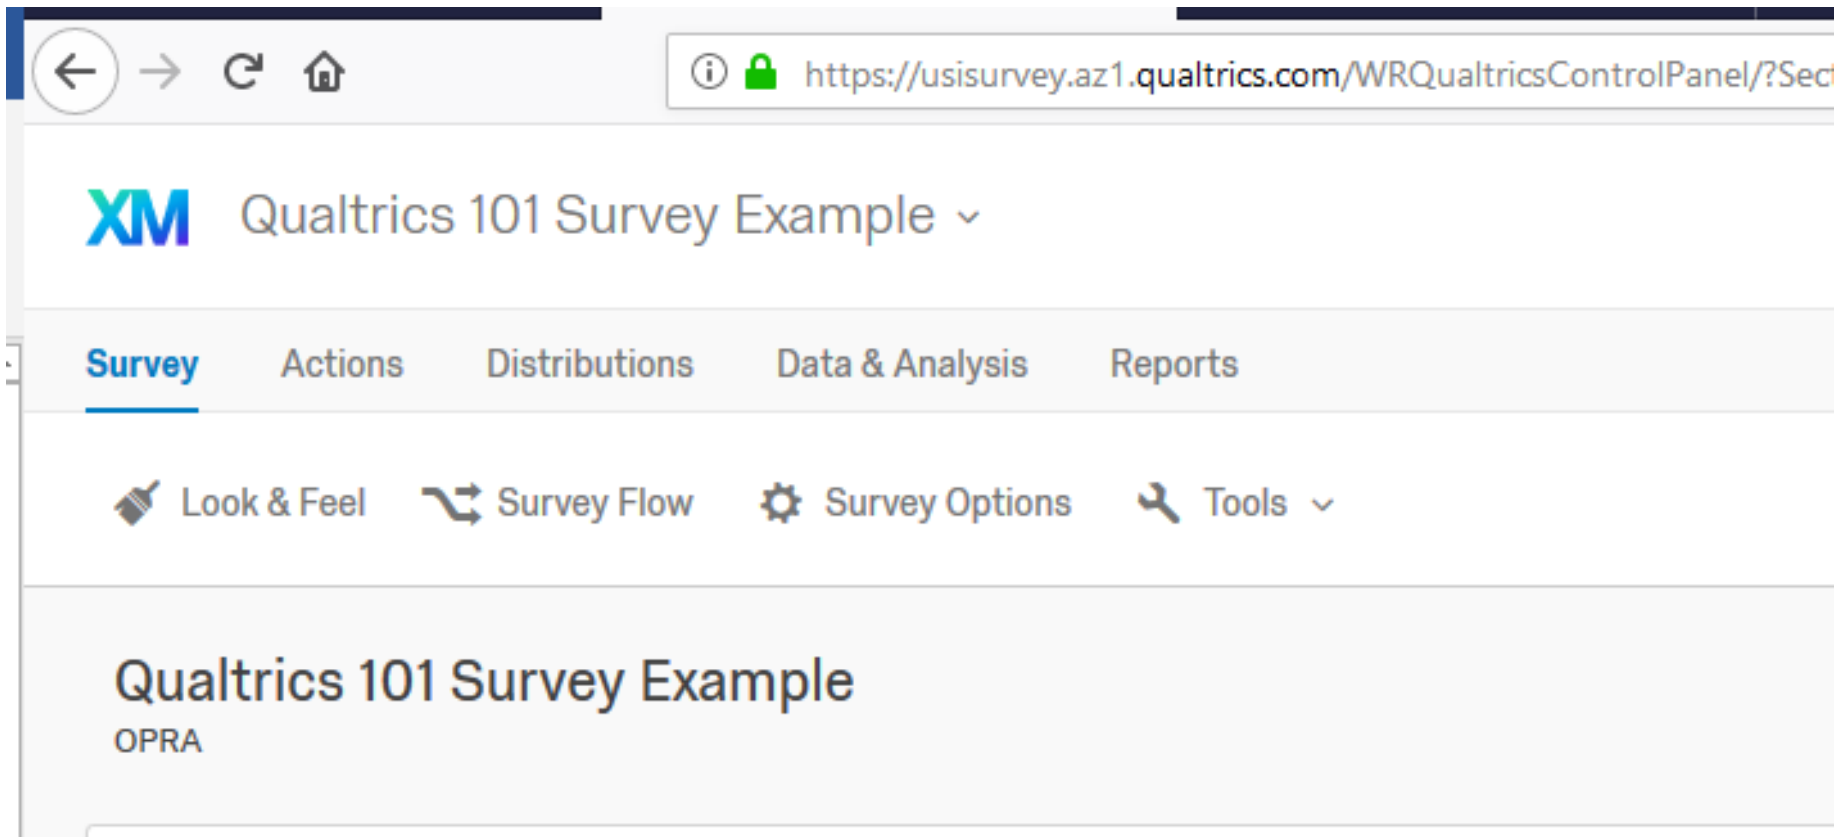 https://usisurvey.az1.qualtrics.com/WRQualtricsControlPanel/?Sect
XM Qualtrics 101 Survey Example
Survey Actions Distributions Data & Analysis Reports
Look & Feel Survey Flow Survey Options Tools
Qualtrics 101 Survey Example
OPRA